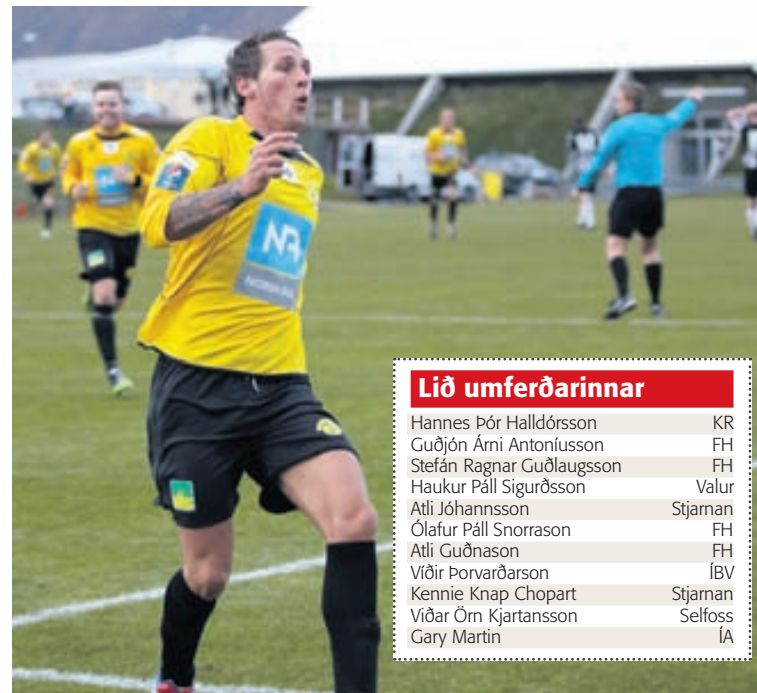 NA
NORÐURÁL
Lið umferðarinnar
Hannes Þór Halldórsson KR
Guðjón Árni Antoníusson FH
Stefán Ragnar Guðlaugsson FH
Haukur Páll Sigurðsson Valur
Atli Jóhannsson Stjarnan
Ólafur Páll Snorrason FH
Atli Guðnason FH
Víðir Þorvarðarson ÍBV
Kennie Knap Chopart Stjarnan
Viðar Örn Kjartansson Selfoss
Gary Martin ÍA